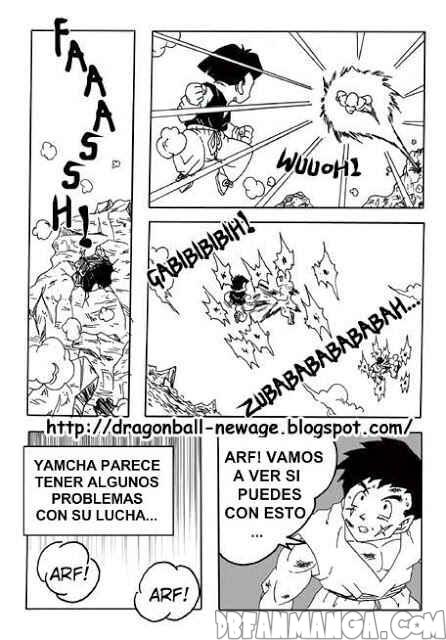 FAAASSSH!
WUUOH!
GABIBIBIBIH!
ZUBABABABABABAH...
http://dragonball-newage.blogspot.com/
YAMCHA PARECE
TENER ALGUNOS
PROBLEMAS
CON SU LUCHA...
ARF!
ARF!
ARF! VAMOS
A VER SI
PUEDES
CON ESTO
...
DBFANMANGA.COM